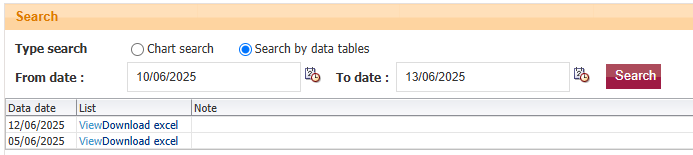 Search
Type search Chart search Search by data tables
From date : 10/06/2025 To date : 13/06/2025 Search
Data date List Note
12/06/2025 ViewDownload excel
05/06/2025 ViewDownload excel